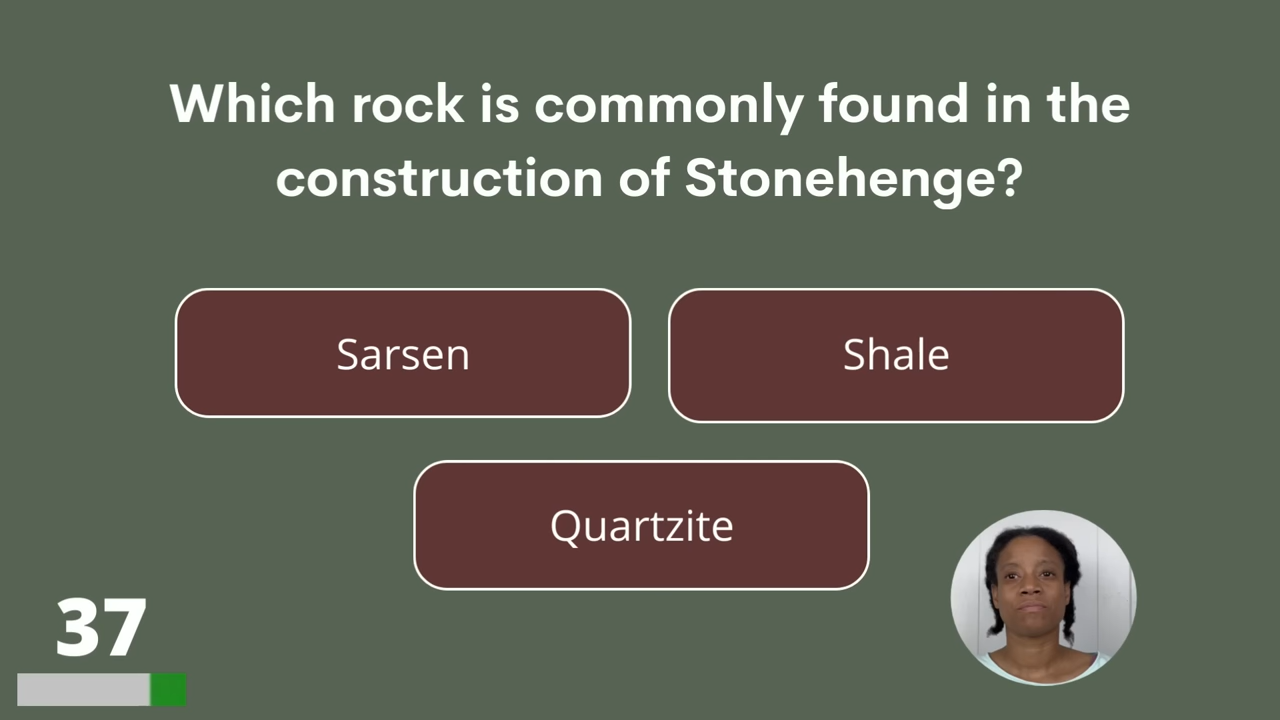 Which rock is commonly found in the
construction of Stonehenge?
Sarsen
Shale
Quartzite
37